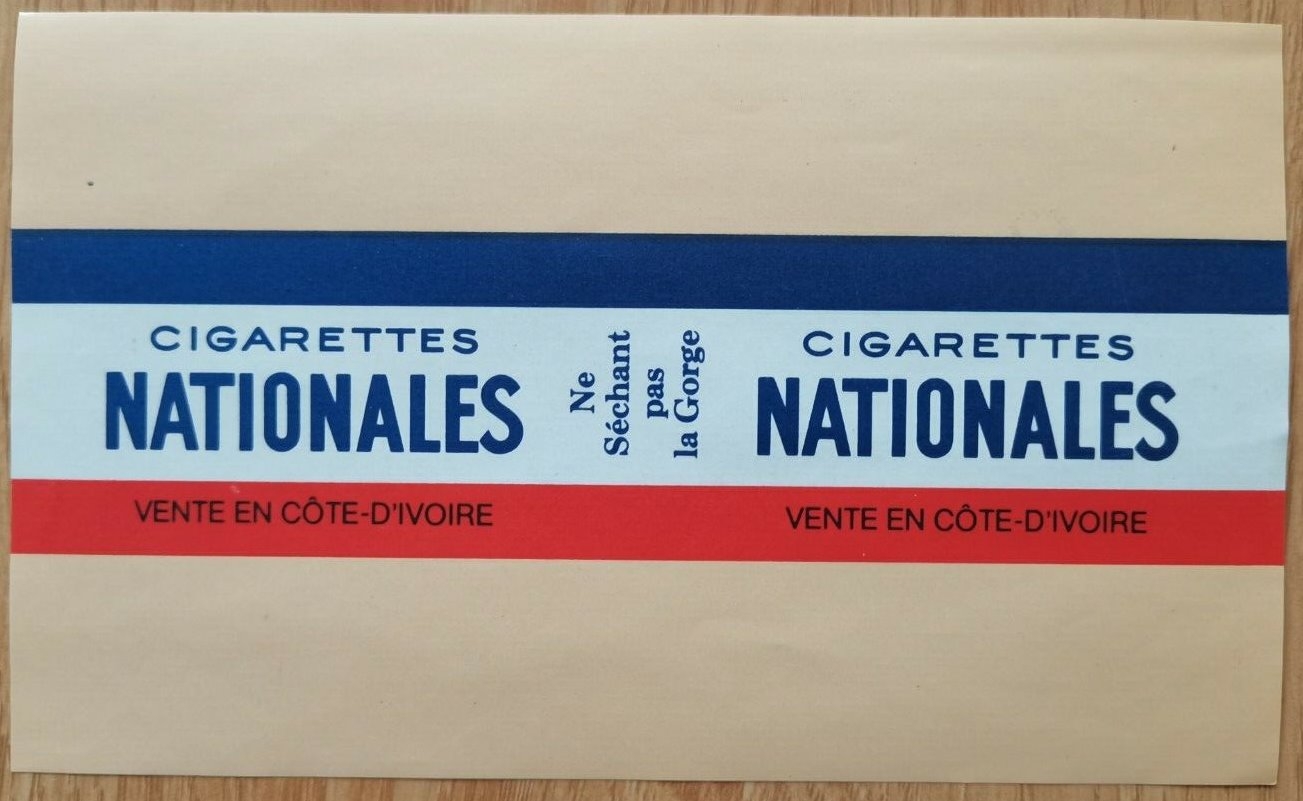 CIGARETTES
NATIONALES
VENTE EN CÔTE-D'IVOIRE
Ne
Séchant
pas
la Gorge
CIGARETTES
NATIONALES
VENTE EN CÔTE-D'IVOIRE